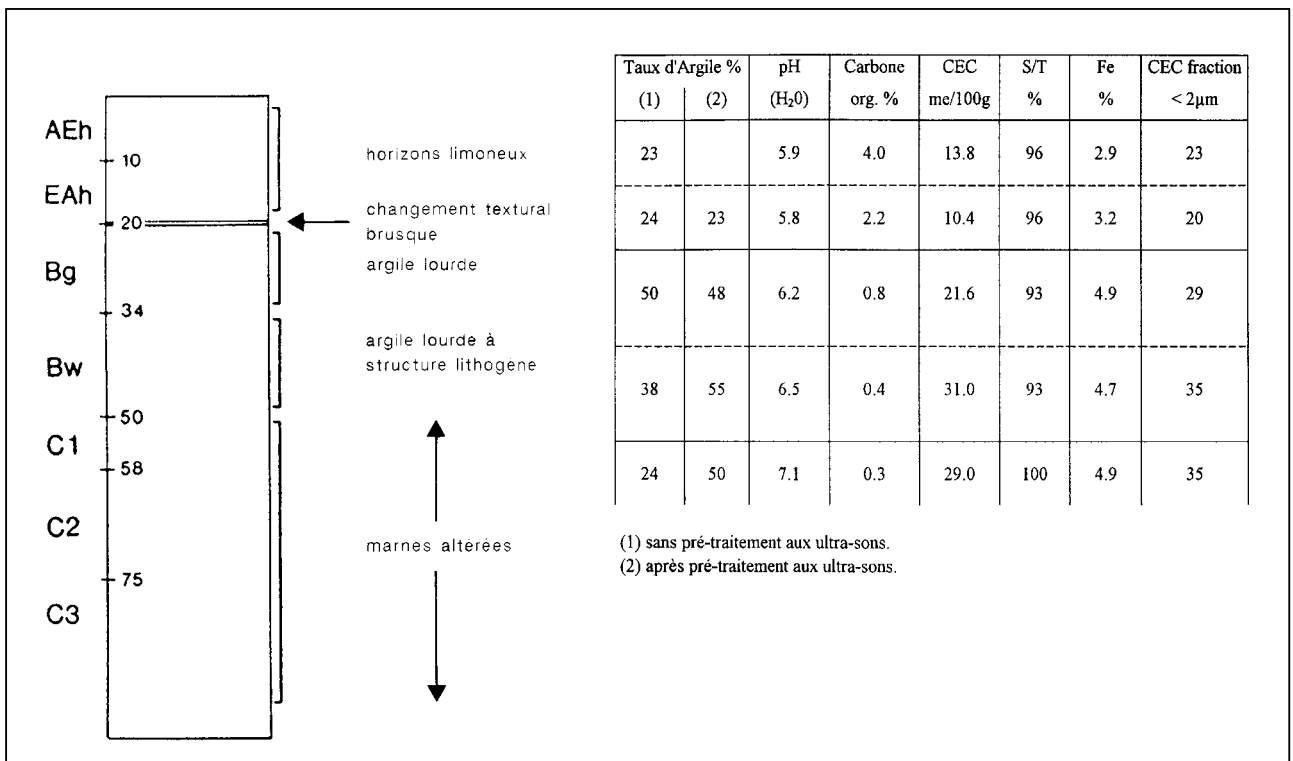 AEh
10
EAh
20
Bg
34
Bw
50
C1
58
C2
75
C3
horizons limoneux
changement textural
brusque
argile lourde
argile lourde à
structure lithogène
marnes altérées
Taux d'Argile % pH Carbone CEC S/T Fe CEC fraction
(1) (2) (H₂0) org. % me/100g % % < 2µm
23 5.9 4.0 13.8 96 2.9 23
24 23 5.8 2.2 10.4 96 3.2 20
50 48 6.2 0.8 21.6 93 4.9 29
38 55 6.5 0.4 31.0 93 4.7 35
24 50 7.1 0.3 29.0 100 4.9 35
(1) sans pré-traitement aux ultra-sons.
(2) après pré-traitement aux ultra-sons.